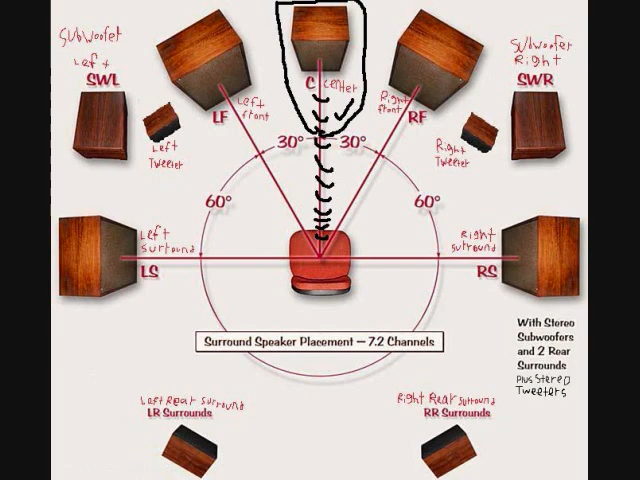 Subwoofer
Left
SWL
C
center
Subwoofer
Right
SWR
LF
Left
front
Right
front
RF
Left
Tweeter
Right
Tweeter
30°
30°
60°
60°
Left
surround
LS
Right
surround
RS
Surround Speaker Placement — 7.2 Channels
With Stereo
Subwoofers
and 2 Rear
Surrounds
Plus Stereo
Tweeters
Left Rear surround
LR Surrounds
Right Rear surround
RR Surrounds